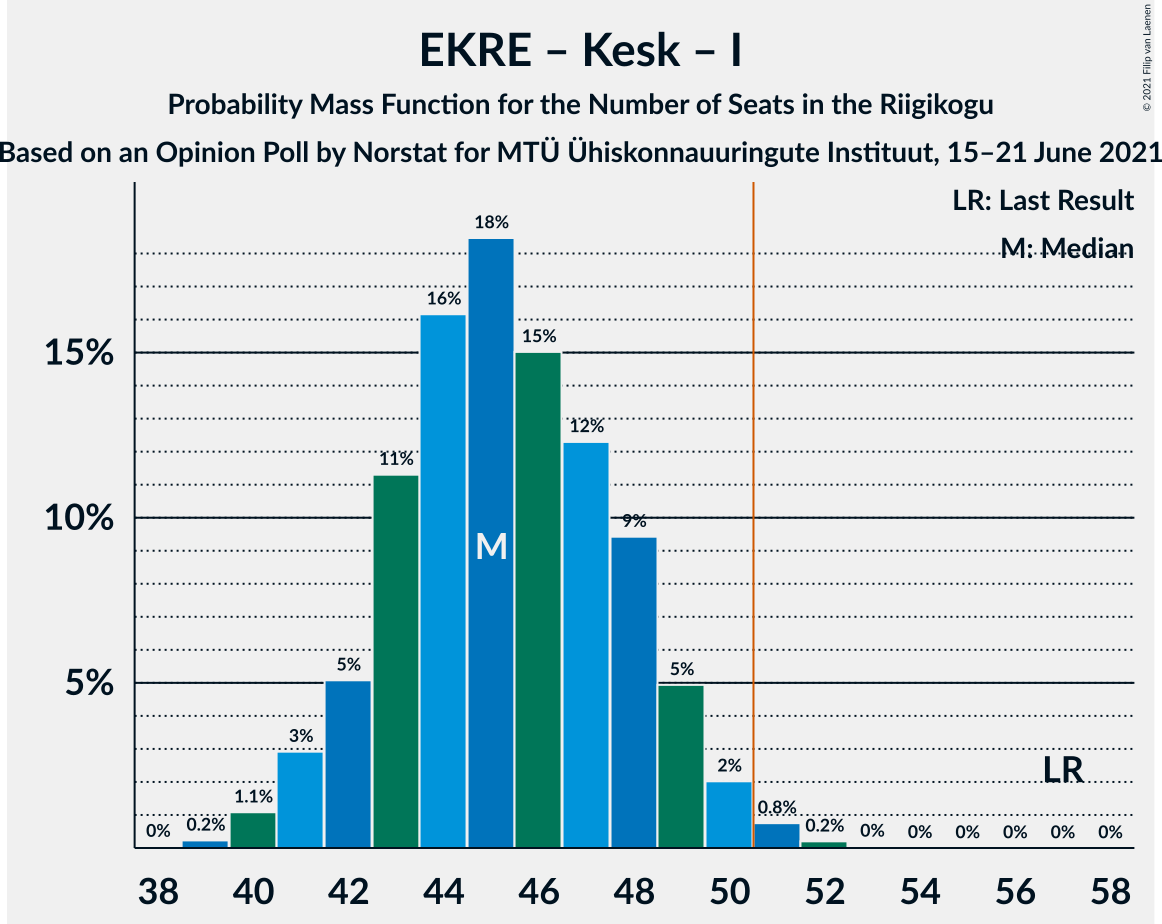 EKRE – Kesk – I
Probability Mass Function for the Number of Seats in the Riigikogu
Based on an Opinion Poll by Norstat for MTÜ Ühiskonnauuringute Instituut, 15–21 June 2021
© 2021 Filip van Laenen
LR: Last Result
M: Median
15%
10%
5%
0%
0.2%
1.1%
3%
5%
11%
16%
18%
15%
12%
9%
5%
2%
0.8%
0.2%
0%
0%
0%
0%
0%
0%
M
LR
38 40 42 44 46 48 50 52 54 56 58